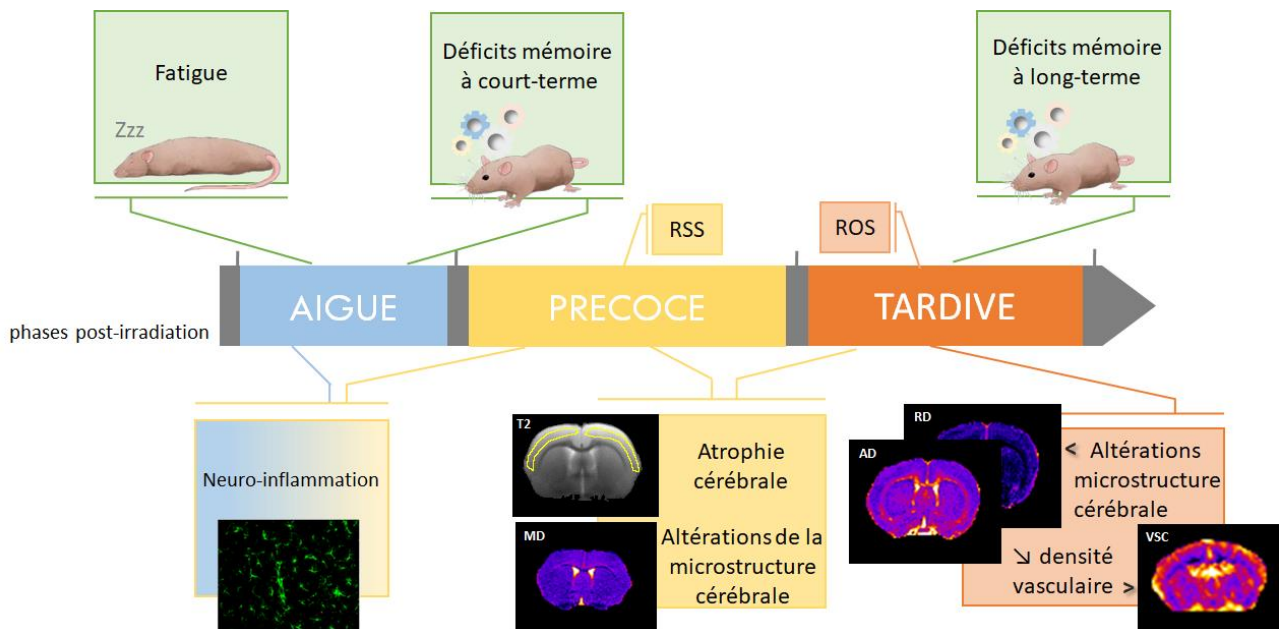 Fatigue
Zzz
Déficits mémoire
à court-terme
Déficits mémoire
à long-terme
RSS
ROS
phases post-irradiation
AIGUE
PRECOCE
TARDIVE
Neuro-inflammation
T2
MD
Atrophie
cérébrale
Altérations de la
microstructure
cérébrale
RD
AD
< Altérations
microstructure
cérébrale
↘ densité
vasculaire >
VSC